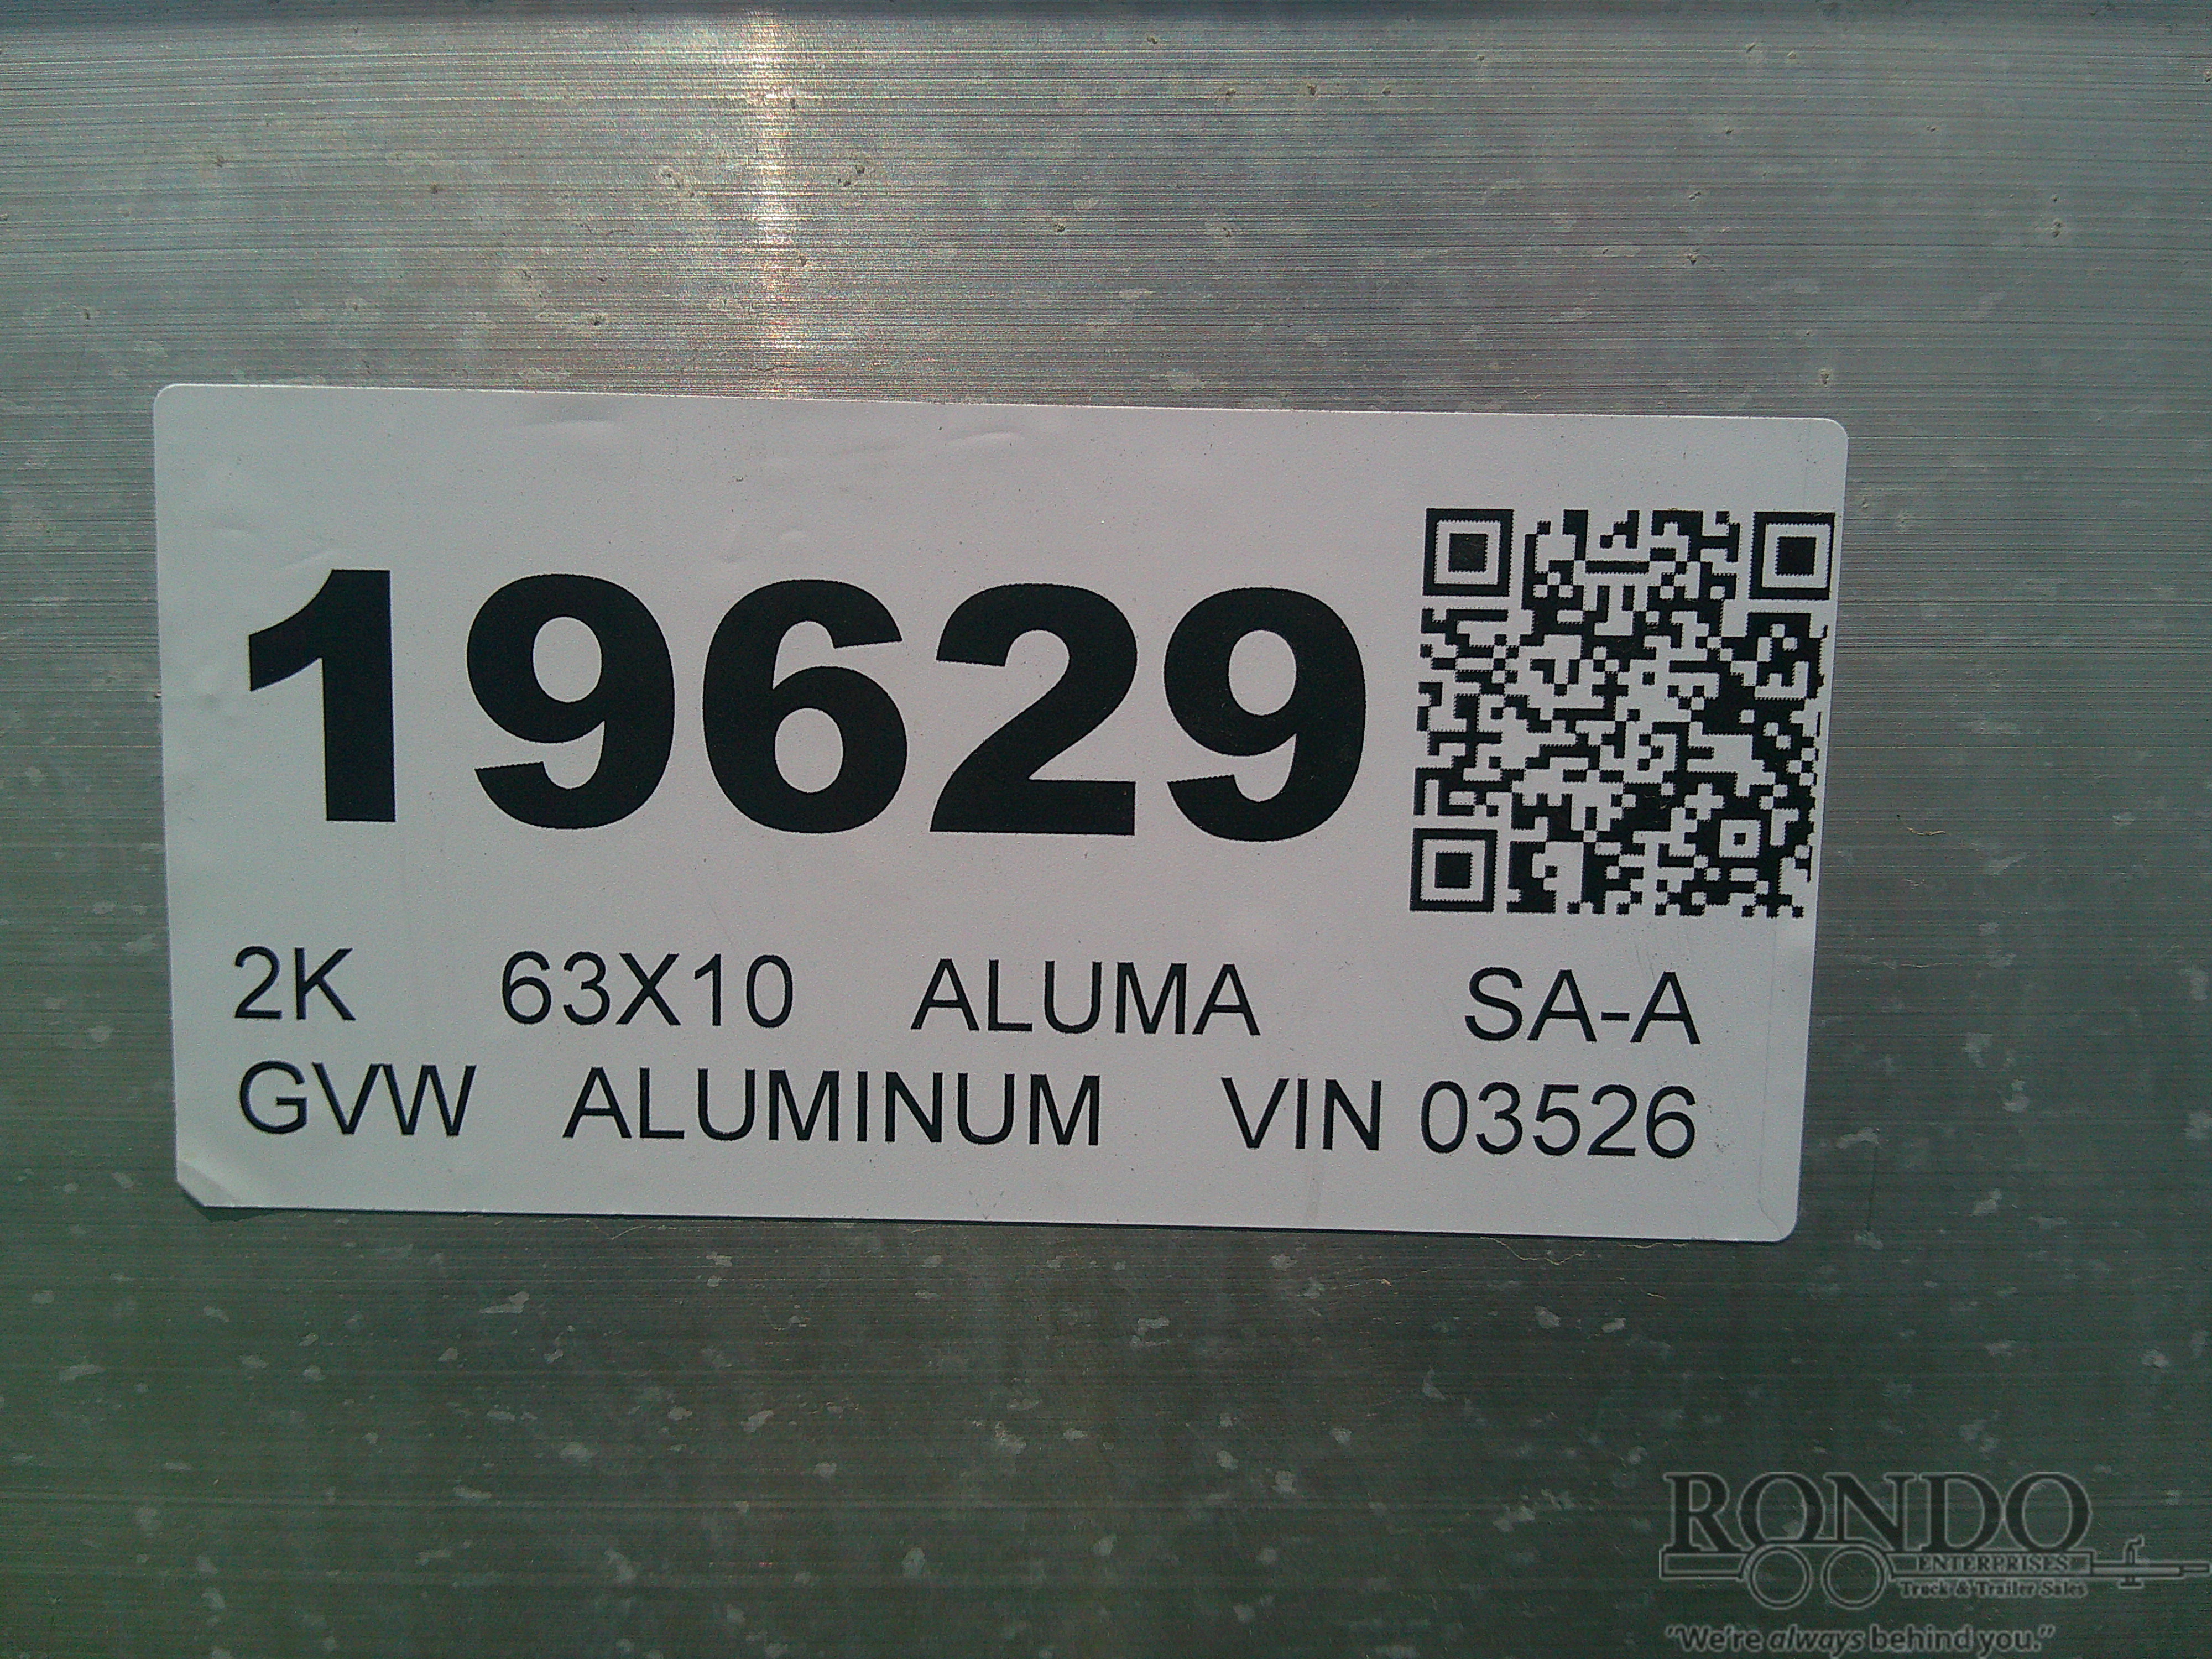 19629
2K 63X10 ALUMA SA-A
GVW ALUMINUM VIN 03526
RONDO
ENTERPRISES
Truck & Trailer Sales
"We're always behind you."